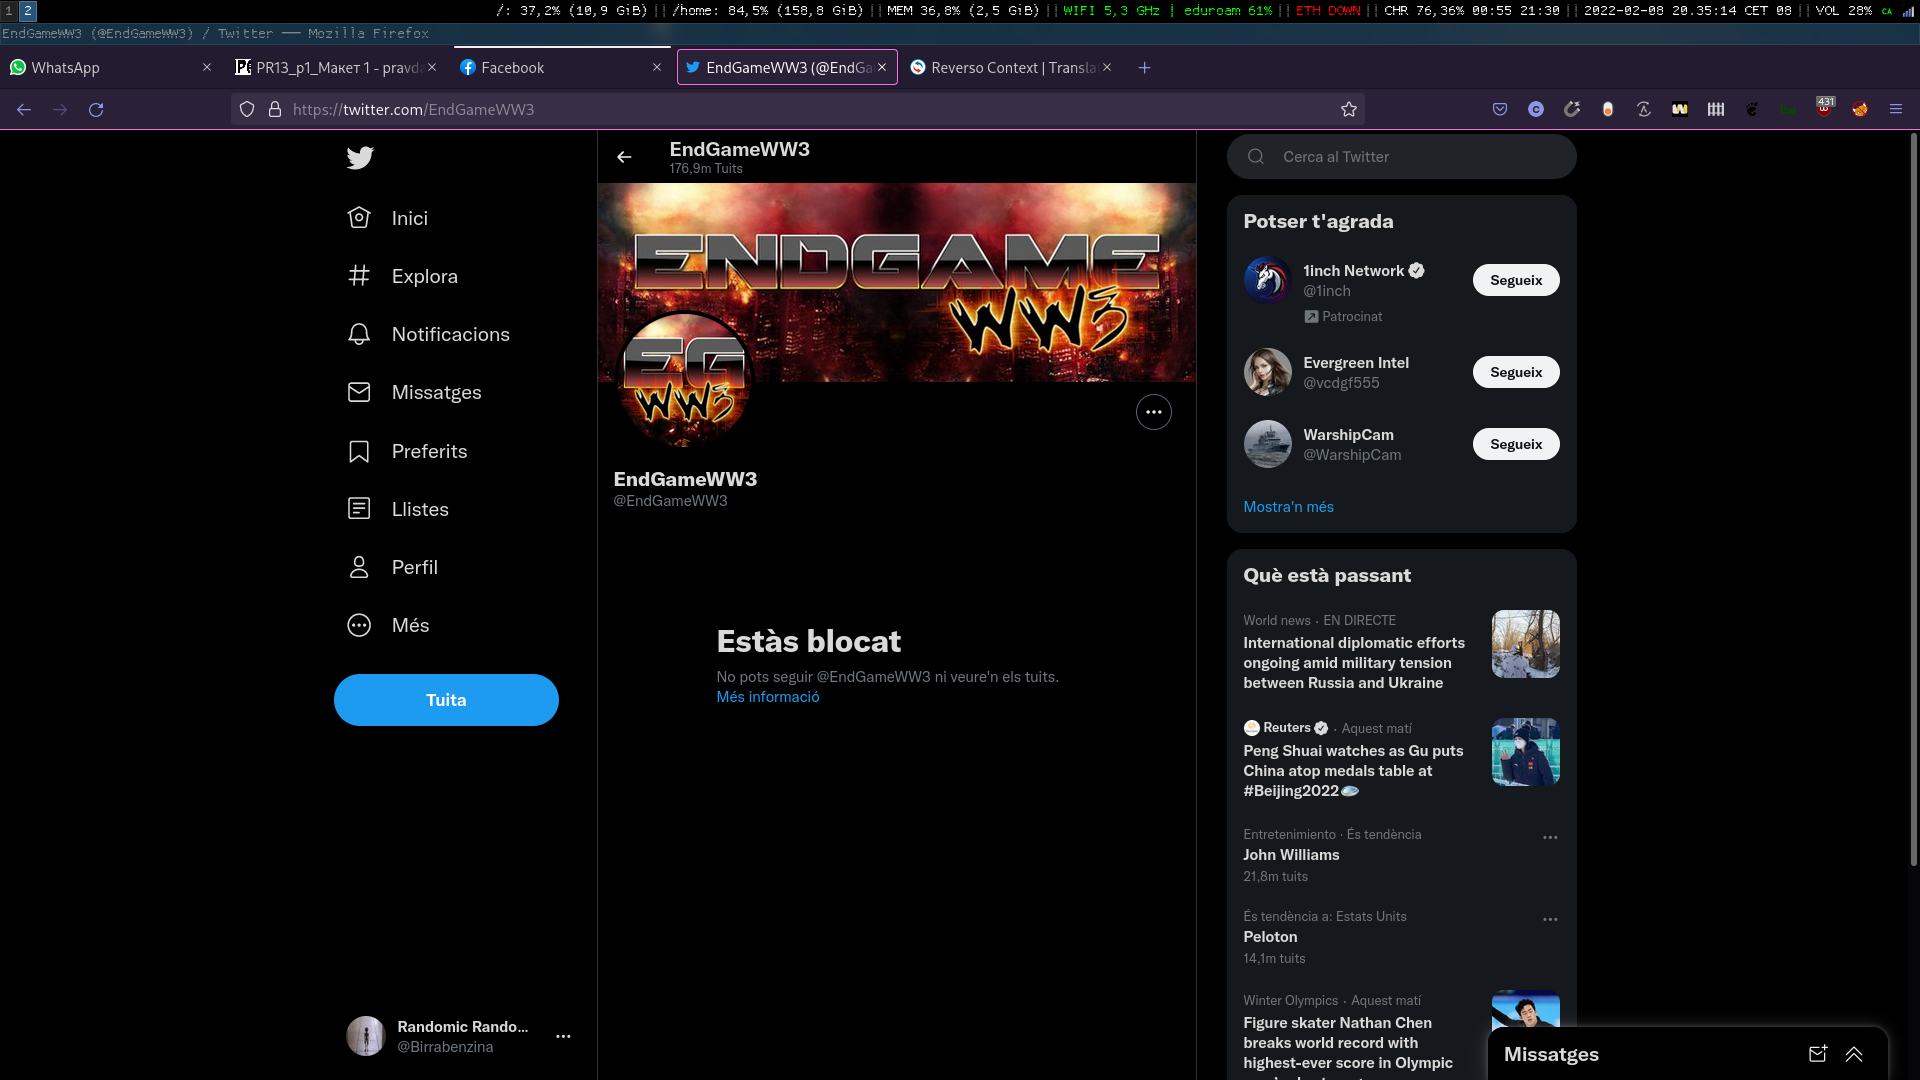 1 2
/: 37,2% (10,9 GiB) || /home: 84,5% (158,8 GiB) || MEM 36,8% (2,5 GiB) || WIFI 5,3 GHz | eduroam 61% || ETH DOWN || CHR 76,36% 00:55 21:30 || 2022-02-08 20.35:14 CET 08 || VOL 28% CA
EndGameWW3 (@EndGameWW3) / Twitter — Mozilla Firefox
WhatsApp
PR13_p1_Макет 1 - pravda
Facebook
EndGameWW3 (@EndGa
Reverso Context | Transla
https://twitter.com/EndGameWW3
431
Inici
Explora
Notificacions
Missatges
Preferits
Llistes
Perfil
Més
Tuita
Randomic Rando...
@Birrabenzina
EndGameWW3
176,9m Tuits
ENDGAME
WW3
EG
WW3
EndGameWW3
@EndGameWW3
Estàs blocat
No pots seguir @EndGameWW3 ni veure'n els tuits.
Més informació
Cerca al Twitter
Potser t'agrada
1inch Network
@1inch
Patrocinat
Segueix
Evergreen Intel
@vcdgf555
Segueix
WarshipCam
@WarshipCam
Segueix
Mostra'n més
Què està passant
World news · EN DIRECTE
International diplomatic efforts
ongoing amid military tension
between Russia and Ukraine
Reuters · Aquest matí
Peng Shuai watches as Gu puts
China atop medals table at
#Beijing2022
Entretenimiento · És tendència
John Williams
21,8m tuits
És tendència a: Estats Units
Peloton
14,1m tuits
Winter Olympics · Aquest matí
Figure skater Nathan Chen
breaks world record with
highest-ever score in Olympic
Missatges